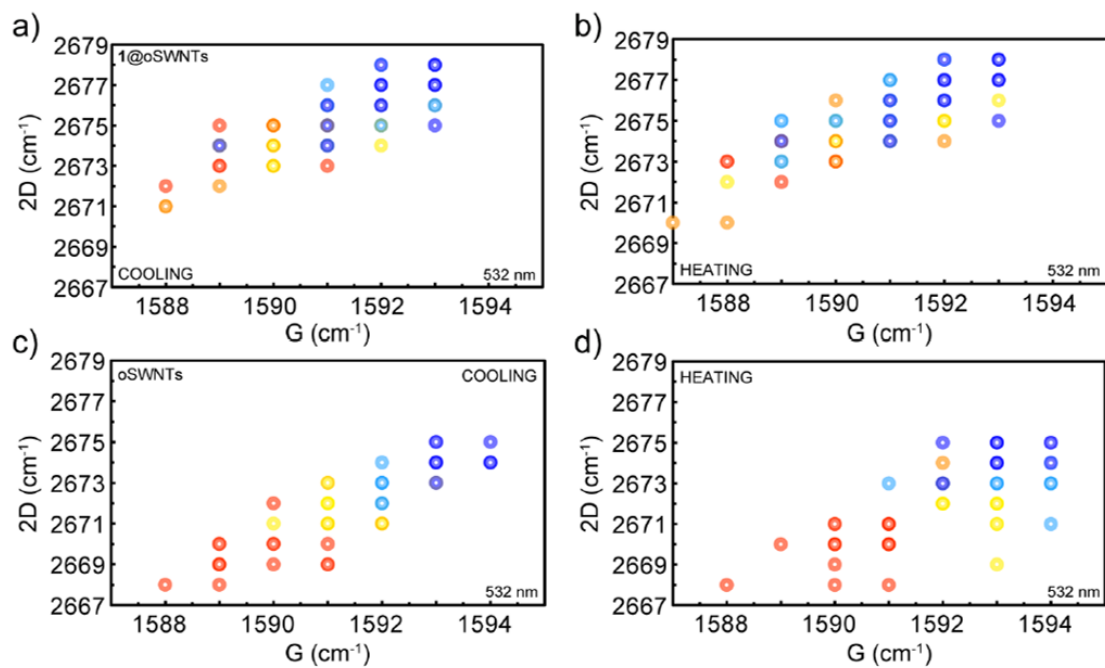 a)
1@oSWNTs
2D (cm-1)
2679
2677
2675
2673
2671
2669
2667
COOLING
532 nm
1588 1590 1592 1594
G (cm-1)
b)
2D (cm-1)
2679
2677
2675
2673
2671
2669
2667
HEATING
532 nm
1588 1590 1592 1594
G (cm-1)
c)
oSWNTs
COOLING
2D (cm-1)
2679
2677
2675
2673
2671
2669
2667
532 nm
1588 1590 1592 1594
G (cm-1)
d)
HEATING
2D (cm-1)
2679
2677
2675
2673
2671
2669
2667
532 nm
1588 1590 1592 1594
G (cm-1)